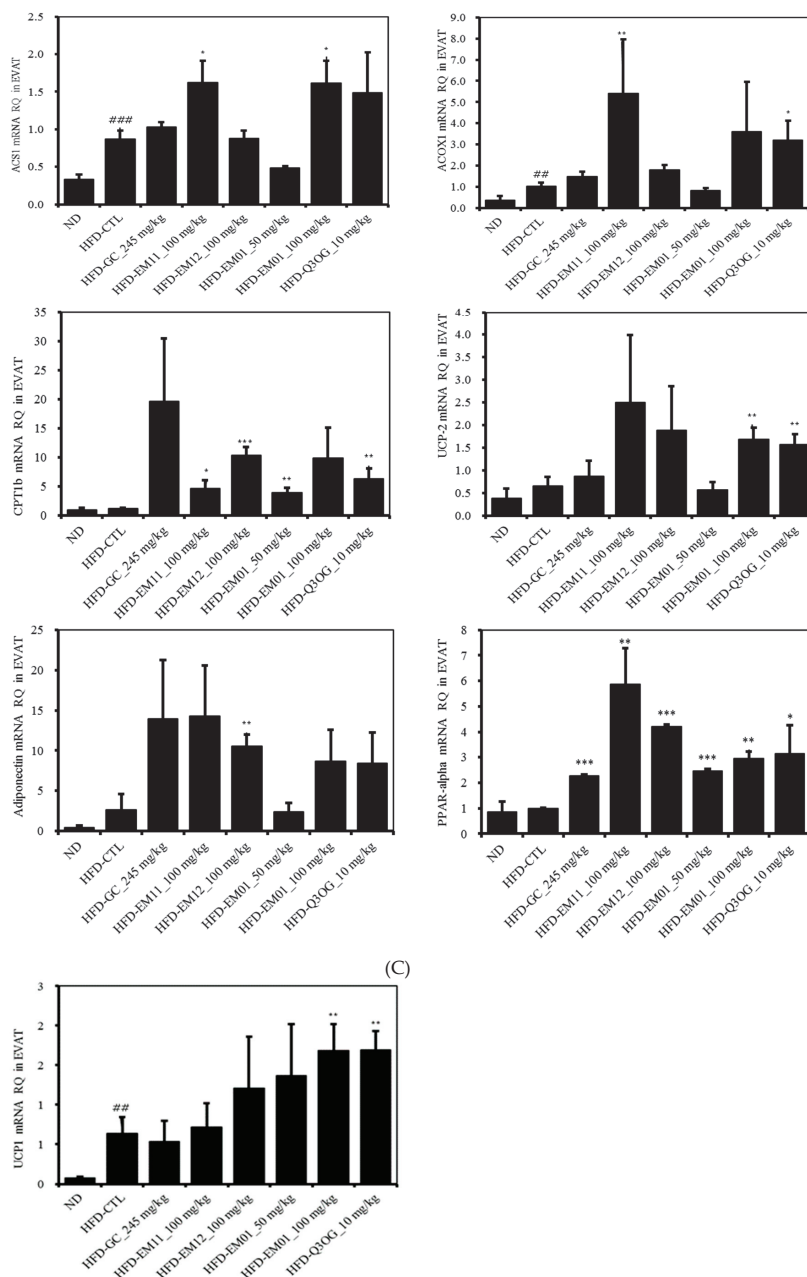 ACS1 mRNA RQ in EVAT
2.5
2.0
1.5
1.0
0.5
0.0
###
*
*
ND
HFD-CTL
HFD-GC_245 mg/kg
HFD-EM11_100 mg/kg
HFD-EM12_100 mg/kg
HFD-EM01_50 mg/kg
HFD-EM01_100 mg/kg
HFD-Q3OG_10 mg/kg
ACOX1 mRNA RQ in EVAT
9.0
8.0
7.0
6.0
5.0
4.0
3.0
2.0
1.0
0.0
##
**
*
ND
HFD-CTL
HFD-GC_245 mg/kg
HFD-EM11_100 mg/kg
HFD-EM12_100 mg/kg
HFD-EM01_50 mg/kg
HFD-EM01_100 mg/kg
HFD-Q3OG_10 mg/kg
CPT1b mRNA RQ in EVAT
35
30
25
20
15
10
5
0
*
***
**
**
ND
HFD-CTL
HFD-GC_245 mg/kg
HFD-EM11_100 mg/kg
HFD-EM12_100 mg/kg
HFD-EM01_50 mg/kg
HFD-EM01_100 mg/kg
HFD-Q3OG_10 mg/kg
UCP-2 mRNA RQ in EVAT
4.5
4.0
3.5
3.0
2.5
2.0
1.5
1.0
0.5
0.0
**
**
ND
HFD-CTL
HFD-GC_245 mg/kg
HFD-EM11_100 mg/kg
HFD-EM12_100 mg/kg
HFD-EM01_50 mg/kg
HFD-EM01_100 mg/kg
HFD-Q3OG_10 mg/kg
Adiponectin mRNA RQ in EVAT
25
20
15
10
5
0
**
ND
HFD-CTL
HFD-GC_245 mg/kg
HFD-EM11_100 mg/kg
HFD-EM12_100 mg/kg
HFD-EM01_50 mg/kg
HFD-EM01_100 mg/kg
HFD-Q3OG_10 mg/kg
PPAR-alpha mRNA RQ in EVAT
8
7
6
5
4
3
2
1
0
***
**
***
***
**
*
ND
HFD-CTL
HFD-GC_245 mg/kg
HFD-EM11_100 mg/kg
HFD-EM12_100 mg/kg
HFD-EM01_50 mg/kg
HFD-EM01_100 mg/kg
HFD-Q3OG_10 mg/kg
(C)
UCP1 mRNA RQ in EVAT
3
2
2
1
1
0
##
**
**
ND
HFD-CTL
HFD-GC_245 mg/kg
HFD-EM11_100 mg/kg
HFD-EM12_100 mg/kg
HFD-EM01_50 mg/kg
HFD-EM01_100 mg/kg
HFD-Q3OG_10 mg/kg